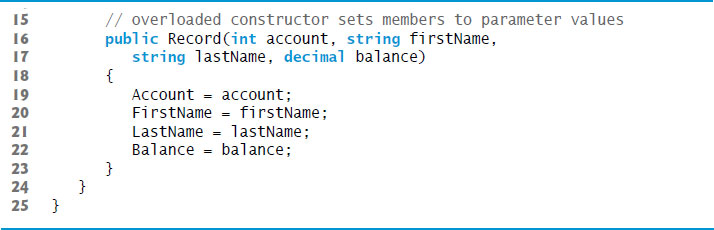 15 // overloaded constructor sets members to parameter values
16 public Record(int account, string firstName,
17 string lastName, decimal balance)
18 {
19 Account = account;
20 FirstName = firstName;
21 LastName = lastName;
22 Balance = balance;
23 }
24 }
25 }